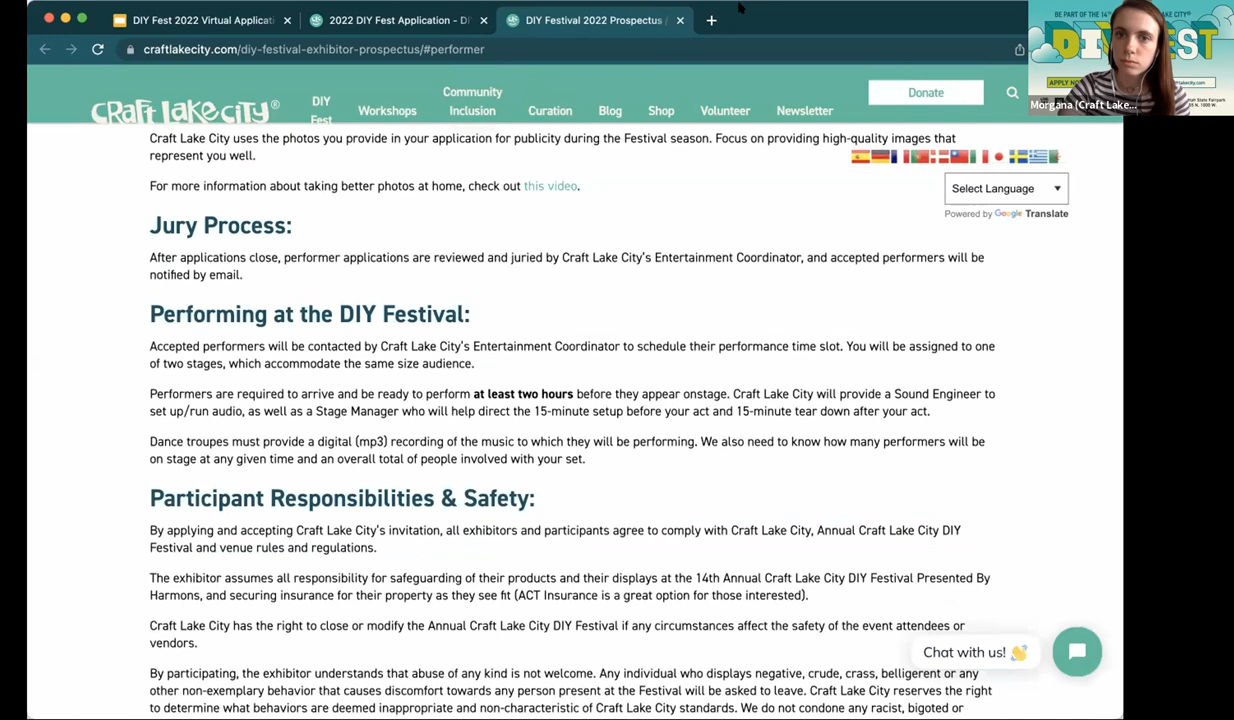 DIY Fest 2022 Virtual Applicati
2022 DIY Fest Application - DI
DIY Festival 2022 Prospectus /
craftlakecity.com/diy-festival-exhibitor-prospectus/#performer
BE PART OF THE 14TH
LAKE CITY®
DIY FEST
APPLY NO
craftlakecity.com
Utah State Fairpark
Morgana (Craft Lake...
cRaFt LaKe.ciTY®
DIY Fest
Workshops
Community Inclusion
Curation
Blog
Shop
Volunteer
Newsletter
Donate
Craft Lake City uses the photos you provide in your application for publicity during the Festival season. Focus on providing high-quality images that
represent you well.
Select Language
Powered by Google Translate
For more information about taking better photos at home, check out this video.
Jury Process:
After applications close, performer applications are reviewed and juried by Craft Lake City's Entertainment Coordinator, and accepted performers will be
notified by email.
Performing at the DIY Festival:
Accepted performers will be contacted by Craft Lake City's Entertainment Coordinator to schedule their performance time slot. You will be assigned to one
of two stages, which accommodate the same size audience.
Performers are required to arrive and be ready to perform at least two hours before they appear onstage. Craft Lake City will provide a Sound Engineer to
set up/run audio, as well as a Stage Manager who will help direct the 15-minute setup before your act and 15-minute tear down after your act.
Dance troupes must provide a digital (mp3) recording of the music to which they will be performing. We also need to know how many performers will be
on stage at any given time and an overall total of people involved with your set.
Participant Responsibilities & Safety:
By applying and accepting Craft Lake City's invitation, all exhibitors and participants agree to comply with Craft Lake City, Annual Craft Lake City DIY
Festival and venue rules and regulations.
The exhibitor assumes all responsibility for safeguarding of their products and their displays at the 14th Annual Craft Lake City DIY Festival Presented By
Harmons, and securing insurance for their property as they see fit (ACT Insurance is a great option for those interested).
Craft Lake City has the right to close or modify the Annual Craft Lake City DIY Festival if any circumstances affect the safety of the event attendees or
vendors.
Chat with us! 👋
By participating, the exhibitor understands that abuse of any kind is not welcome. Any individual who displays negative, crude, crass, belligerent or any
other non-exemplary behavior that causes discomfort towards any person present at the Festival will be asked to leave. Craft Lake City reserves the right
to determine what behaviors are deemed inappropriate and non-characteristic of Craft Lake City standards. We do not condone any racist, bigoted or